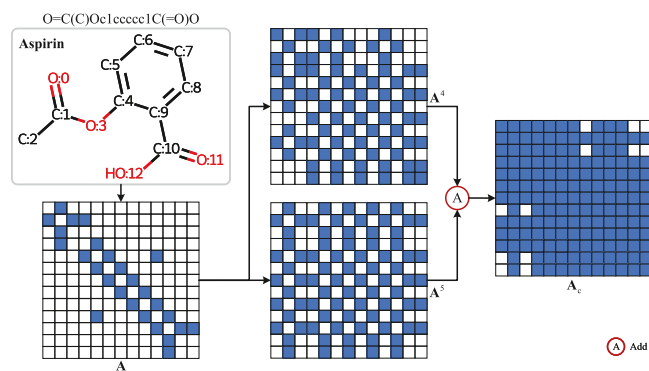 O=C(C)Oc1ccccc1C(=O)O
Aspirin
C:6
C:7
C:5
O:0
C:8
C:4
C:9
C:1
O:3
C:2
C:10
O:11
HO:12
A⁴
A
A⁵
A_c
A
A Add